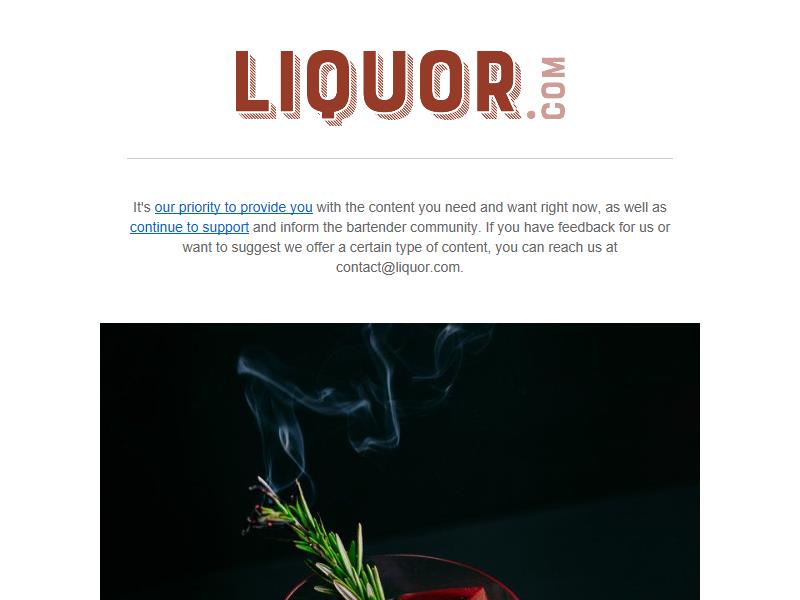 LIQUOR.COM
It's our priority to provide you with the content you need and want right now, as well as
continue to support and inform the bartender community. If you have feedback for us or
want to suggest we offer a certain type of content, you can reach us at
contact@liquor.com.